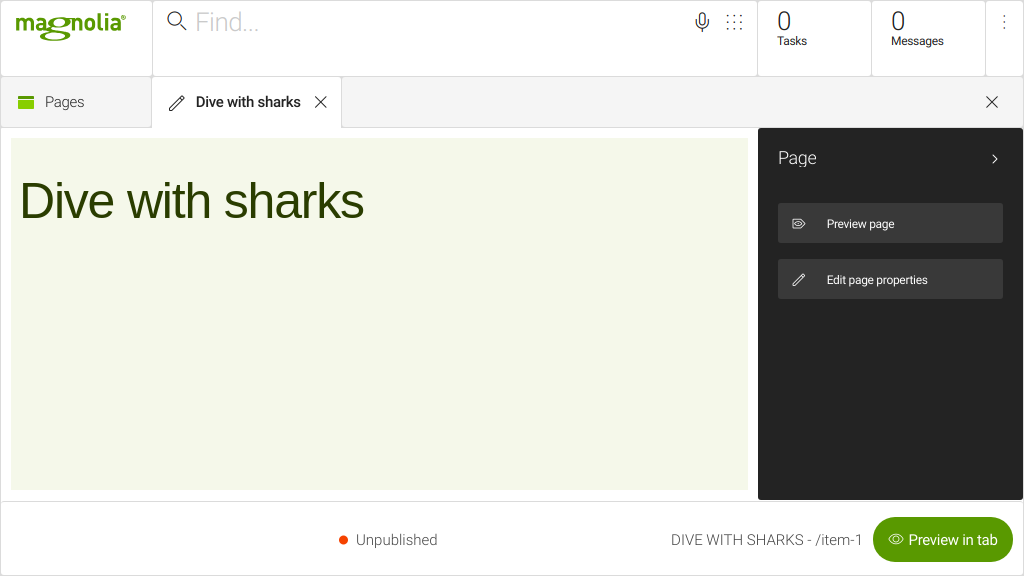 magnolia®
Find...
0
Tasks
0
Messages
Pages
Dive with sharks
Dive with sharks
Page
Preview page
Edit page properties
Unpublished
DIVE WITH SHARKS - /item-1
Preview in tab